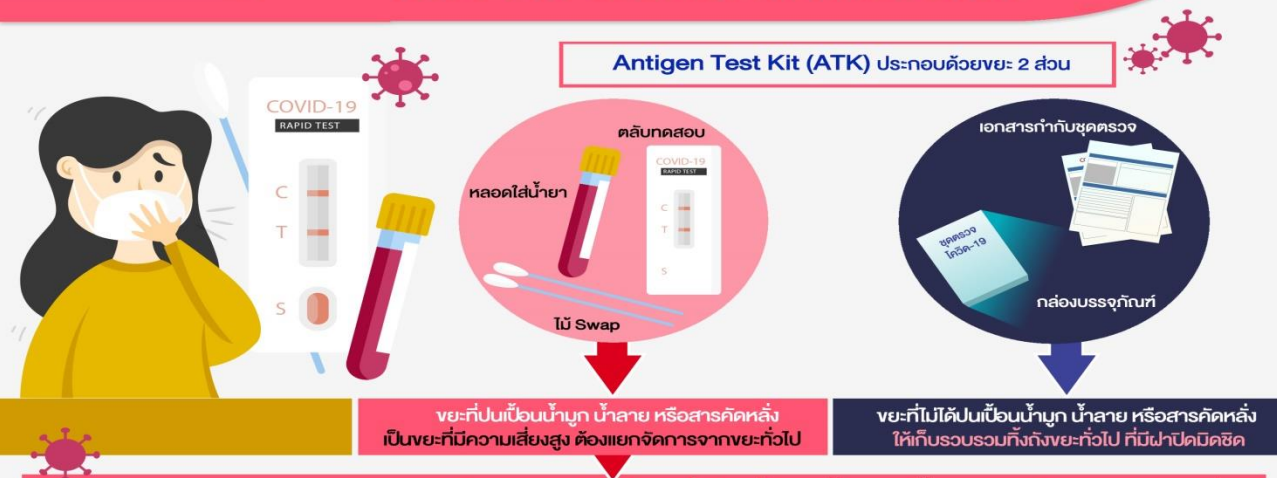 Antigen Test Kit (ATK) ประกอบด้วยขยะ 2 ส่วน
COVID-19
RAPID TEST
C
T
S
ตลับทดสอบ
หลอดใส่น้ำยา
COVID-19
RAPID TEST
C
T
S
ไม้ Swap
เอกสารกำกับชุดตรวจ
ชุดตรวจ
โควิด-19
กล่องบรรจุภัณฑ์
ขยะที่ปนเปื้อนน้ำมูก น้ำลาย หรือสารคัดหลั่ง
เป็นขยะที่มีความเสี่ยงสูง ต้องแยกจัดการจากขยะทั่วไป
ขยะที่ไม่ได้ปนเปื้อนน้ำมูก น้ำลาย หรือสารคัดหลั่ง
ให้เก็บรวบรวมทิ้งถังขยะทั่วไป ที่มีฝาปิดมิดชิด